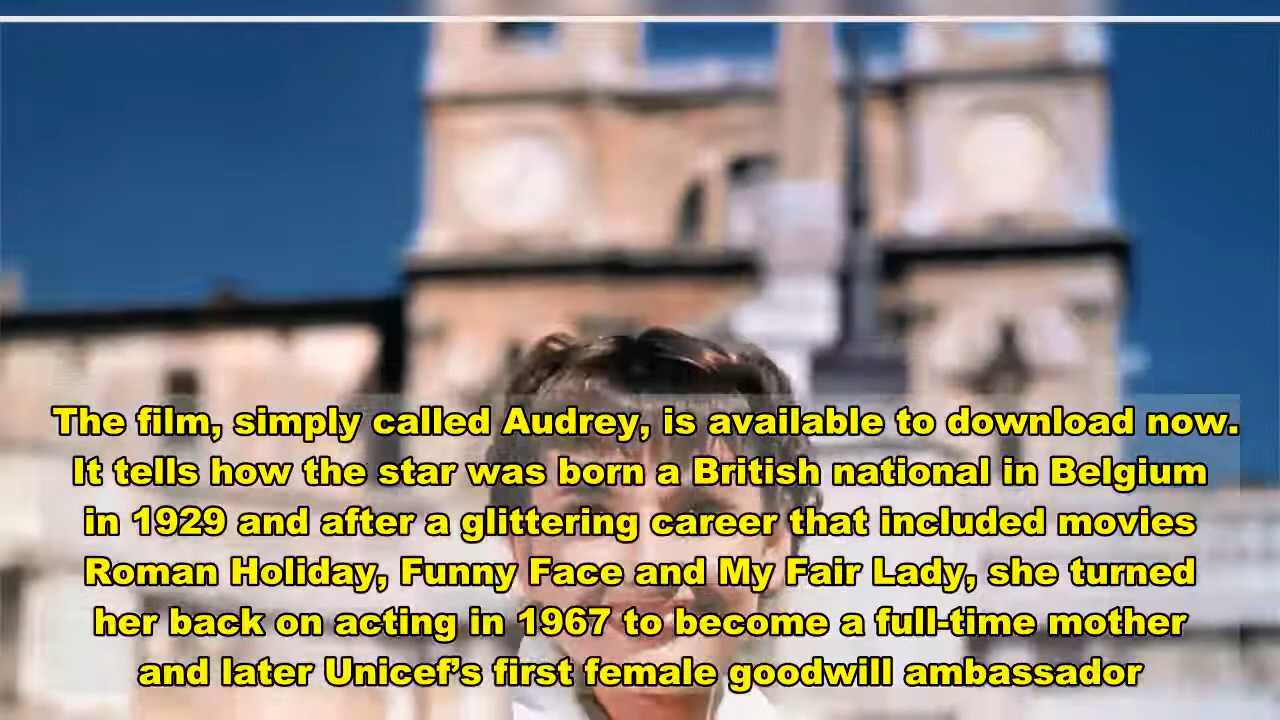 The film, simply called Audrey, is available to download now.
It tells how the star was born a British national in Belgium
in 1929 and after a glittering career that included movies
Roman Holiday, Funny Face and My Fair Lady, she turned
her back on acting in 1967 to become a full-time mother
and later Unicef’s first female goodwill ambassador